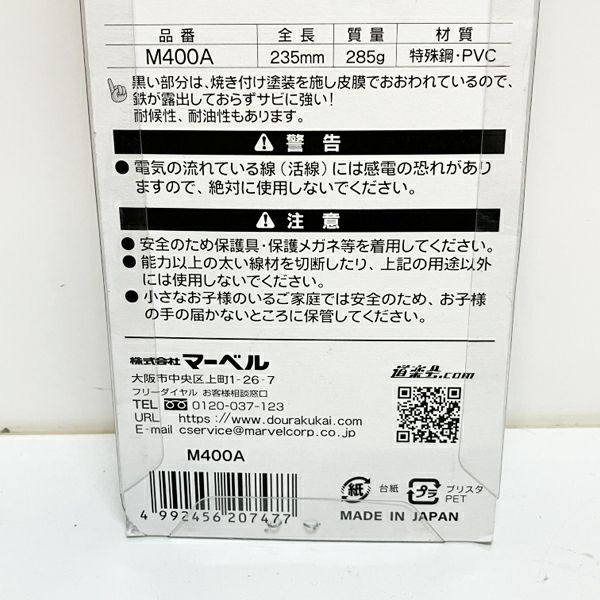 品番 全長 質量 材質
M400A 235mm 285g 特殊鋼・PVC
黒い部分は、焼き付け塗装を施し皮膜でおおわれているので、
鉄が露出しておらずサビに強い!
耐候性、耐油性もあります。
警告
● 電気の流れている線(活線)には感電の恐れがあり
ますので、絶対に使用しないでください。
注意
● 安全のため保護具・保護メガネ等を着用してください。
● 能力以上の太い線材を切断したり、上記の用途以外
には使用しないでください。
● 小さなお子様のいるご家庭では安全のため、お子様
の手の届かないところに保管してください。
株式会社 マーベル
道楽会.com
大阪市中央区上町1-26-7
フリーダイヤル お客様相談窓口
TEL 0120-037-123
URL https://www.dourakukai.com
E-mail cservice@marvelcorp.co.jp
M400A
4 992456 207477
紙 台紙 プラ ブリスタ
PET
MADE IN JAPAN